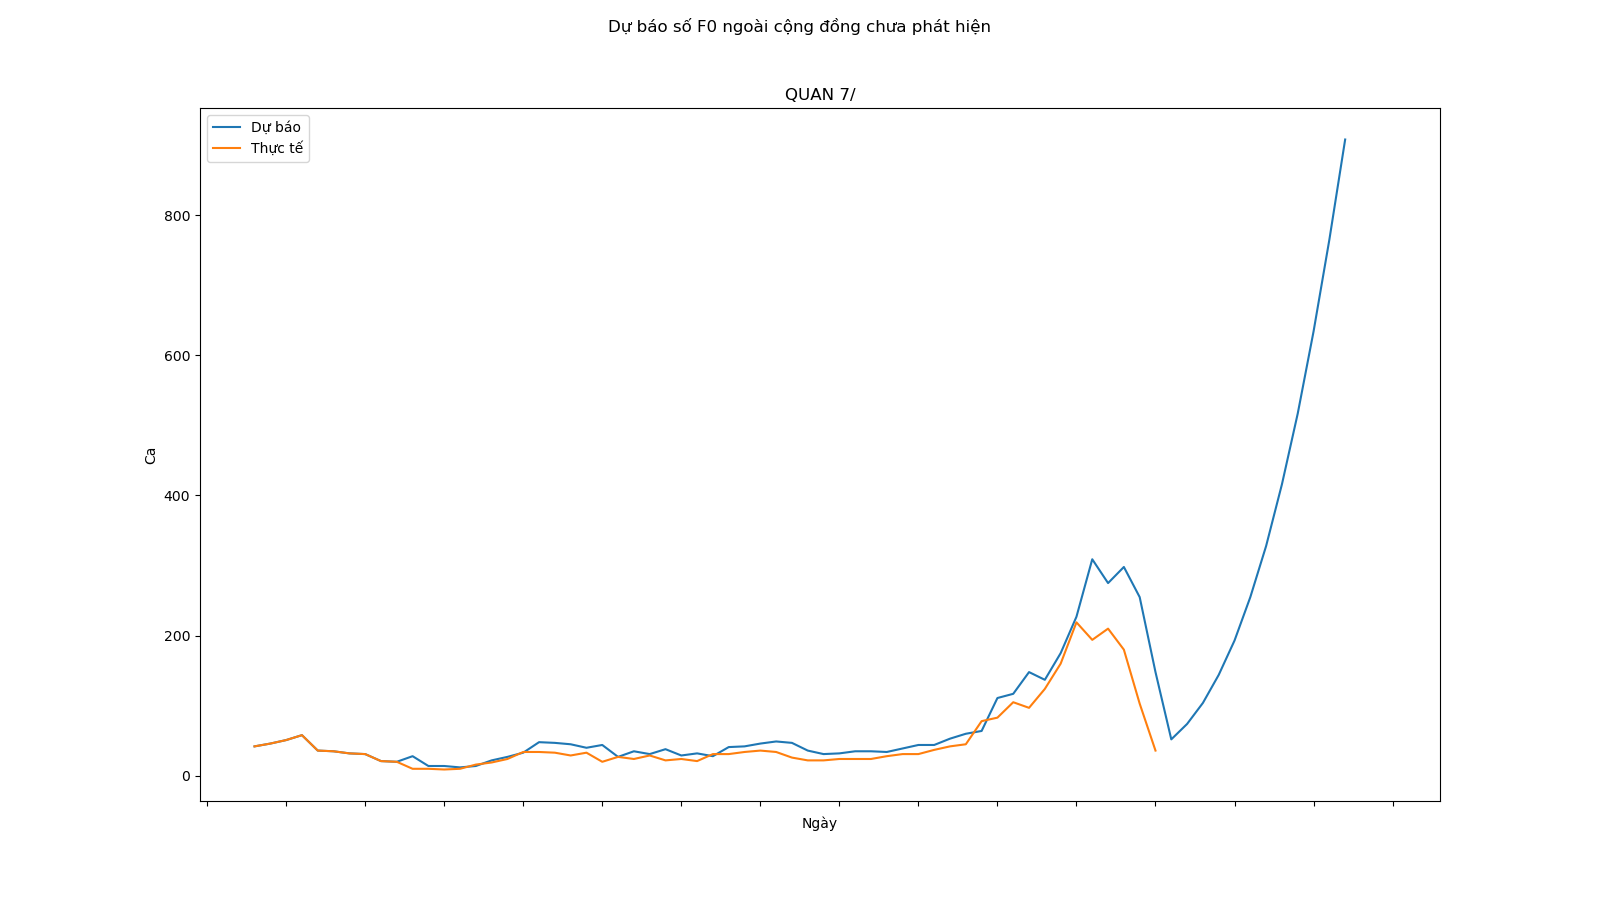 Dự báo số F0 ngoài cộng đồng chưa phát hiện
QUAN 7/
Dự báo
Thực tế
800
600
400
200
0
Ca
Ngày